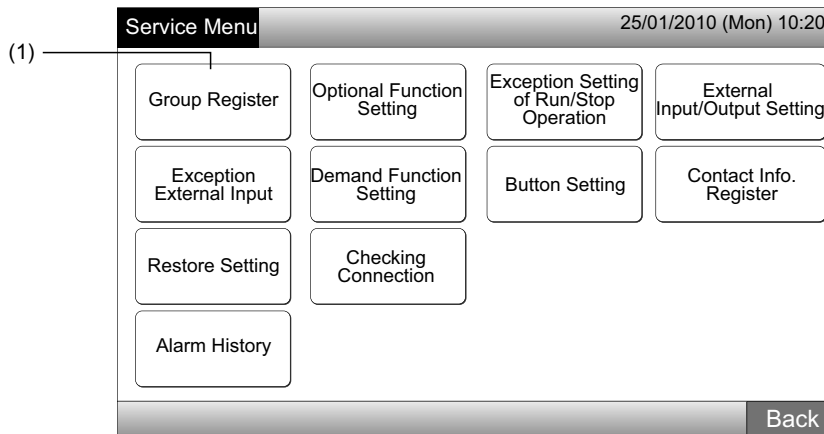 Service Menu
25/01/2010 (Mon) 10:20
(1)
Group Register
Optional Function
Setting
Exception Setting
of Run/Stop
Operation
External
Input/Output Setting
Exception
External Input
Demand Function
Setting
Button Setting
Contact Info.
Register
Restore Setting
Checking
Connection
Alarm History
Back